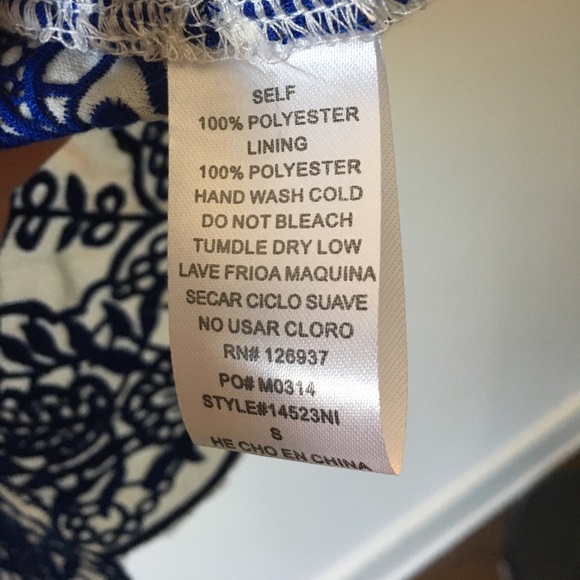 SELF
100% POLYESTER
LINING
100% POLYESTER
HAND WASH COLD
DO NOT BLEACH
TUMDLE DRY LOW
LAVE FRIOA MAQUINA
SECAR CICLO SUAVE
NO USAR CLORO
RN# 126937
PO# M0314
STYLE#14523NI
S
HE CHO EN CHINA